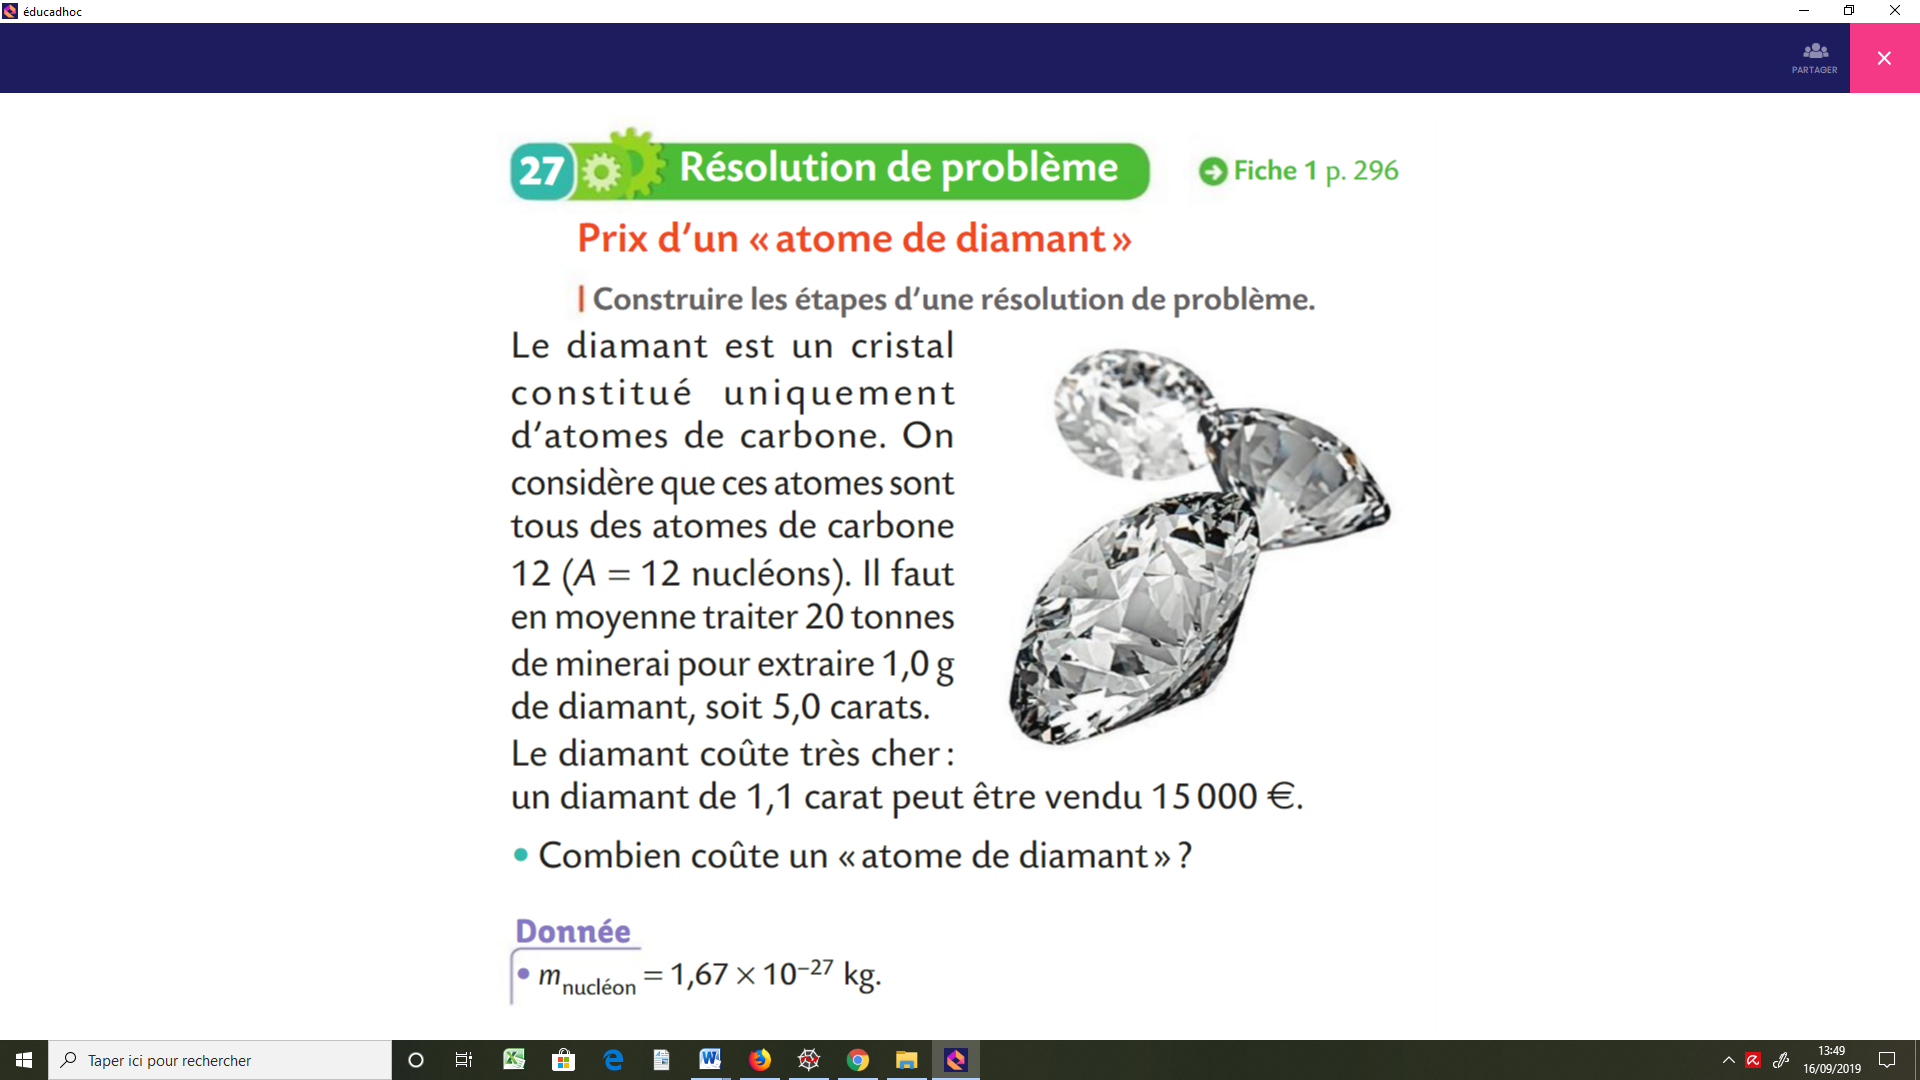 éducadhoc
PARTAGER
27 Résolution de problème
Fiche 1 p. 296
Prix d’un « atome de diamant »
Construire les étapes d’une résolution de problème.
Le diamant est un cristal
constitué uniquement
d’atomes de carbone. On
considère que ces atomes sont
tous des atomes de carbone
12 (A = 12 nucléons). Il faut
en moyenne traiter 20 tonnes
de minerai pour extraire 1,0 g
de diamant, soit 5,0 carats.
Le diamant coûte très cher :
un diamant de 1,1 carat peut être vendu 15 000 €.
• Combien coûte un « atome de diamant » ?
Donnée
• m nucléon = 1,67 × 10⁻²⁷ kg.
Taper ici pour rechercher
13:49
16/09/2019